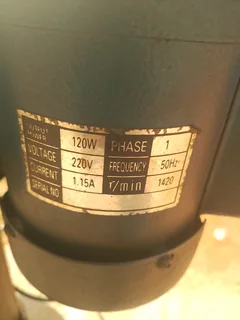 OUTPUT POWER 120W PHASE 1
VOLTAGE 220V FREQUENCY 50Hz
CURRENT 1.15A r/min 1420
SERIAL NO